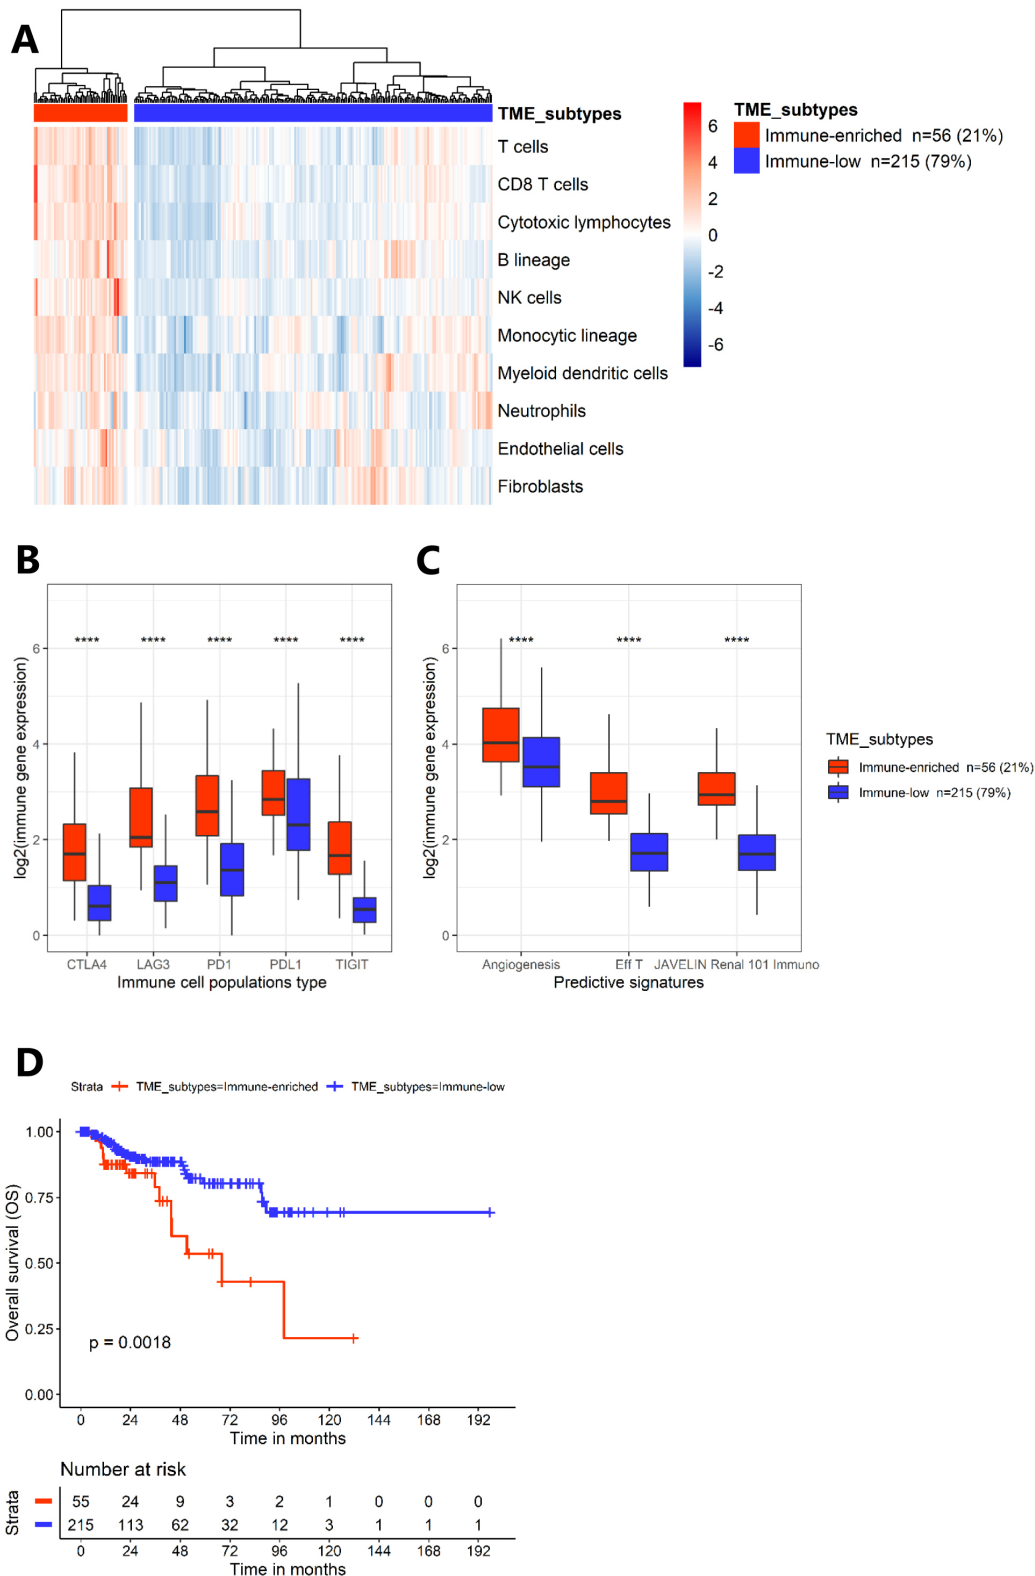 A
TME_subtypes
T cells
CD8 T cells
Cytotoxic lymphocytes
B lineage
NK cells
Monocytic lineage
Myeloid dendritic cells
Neutrophils
Endothelial cells
Fibroblasts
6
4
2
0
-2
-4
-6
TME_subtypes
Immune-enriched n=56 (21%)
Immune-low n=215 (79%)
B
log2(immune gene expression)
6
4
2
0
**** **** **** **** ****
CTLA4 LAG3 PD1 PDL1 TIGIT
Immune cell populations type
C
log2(immune gene expression)
6
4
2
0
**** **** ****
Angiogenesis Eff T JAVELIN Renal 101 Immuno
Predictive signatures
TME_subtypes
Immune-enriched n=56 (21%)
Immune-low n=215 (79%)
D
Strata TME_subtypes=Immune-enriched TME_subtypes=Immune-low
Overall survival (OS)
1.00
0.75
0.50
0.25
0.00
p = 0.0018
0 24 48 72 96 120 144 168 192
Time in months
Number at risk
Strata
55 24 9 3 2 1 0 0 0
215 113 62 32 12 3 1 1 1
0 24 48 72 96 120 144 168 192
Time in months